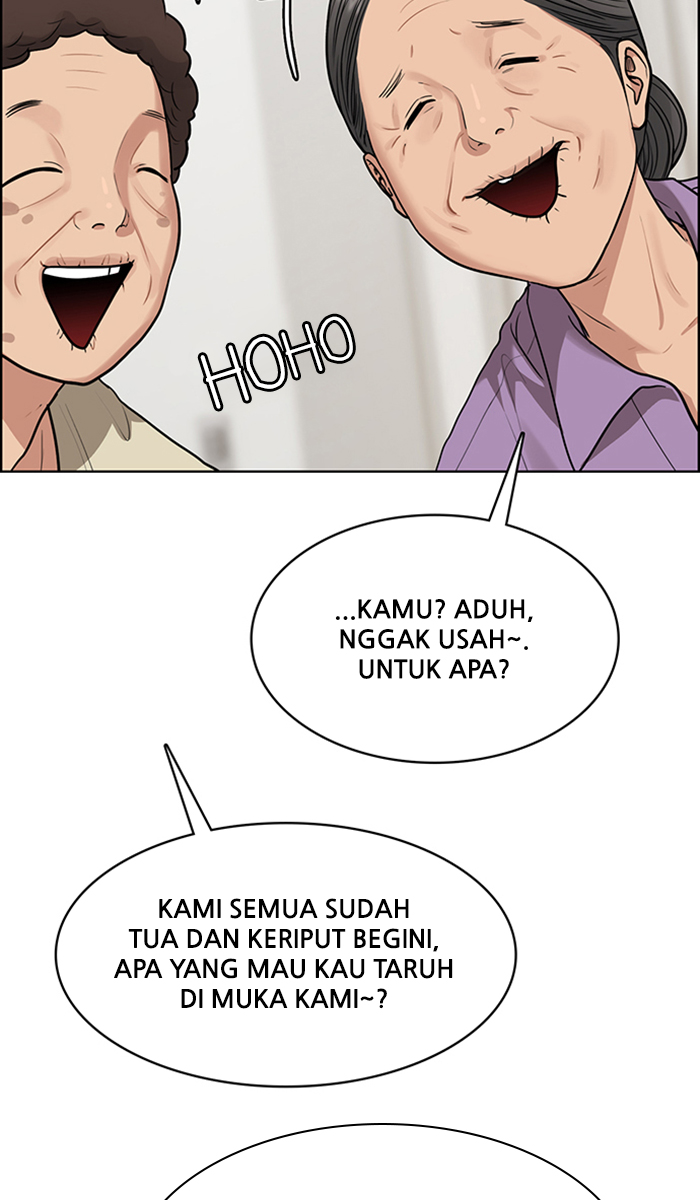 HOHO
...KAMU? ADUH,
NGGAK USAH~.
UNTUK APA?
KAMI SEMUA SUDAH
TUA DAN KERIPUT BEGINI,
APA YANG MAU KAU TARUH
DI MUKA KAMI~?